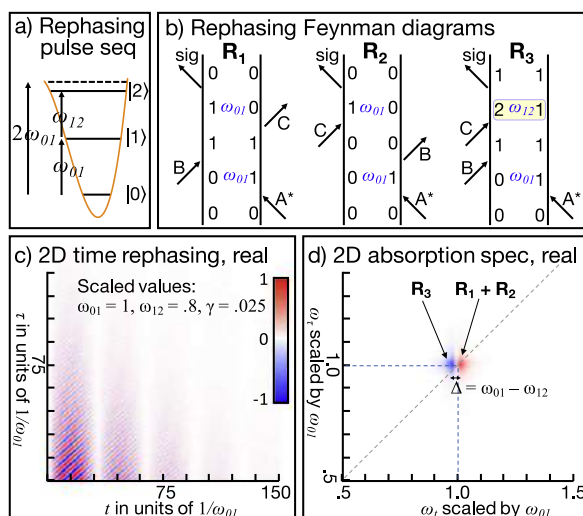 a) Rephasing
pulse seq
|2⟩
ω12
2ω01
|1⟩
ω01
|0⟩
b) Rephasing Feynman diagrams
R1
sig
0 0
1 ω01 0
C
1 1
B
0 ω01 1
A*
0 0
R2
sig
0 0
1 ω01 0
C
0 0
B
0 ω01 1
A*
0 0
R3
sig
1 1
2 ω12 1
C
1 1
B
0 ω01 1
A*
0 0
c) 2D time rephasing, real
Scaled values:
ω01 = 1, ω12 = .8, γ = .025
1
0
-1
τ in units of 1/ω01
75
75
150
t in units of 1/ω01
d) 2D absorption spec, real
R3
R1 + R2
Δ = ω01 − ω12
ωτ scaled by ω01
1.0
.5
.5
1.0
1.5
ωt scaled by ω01